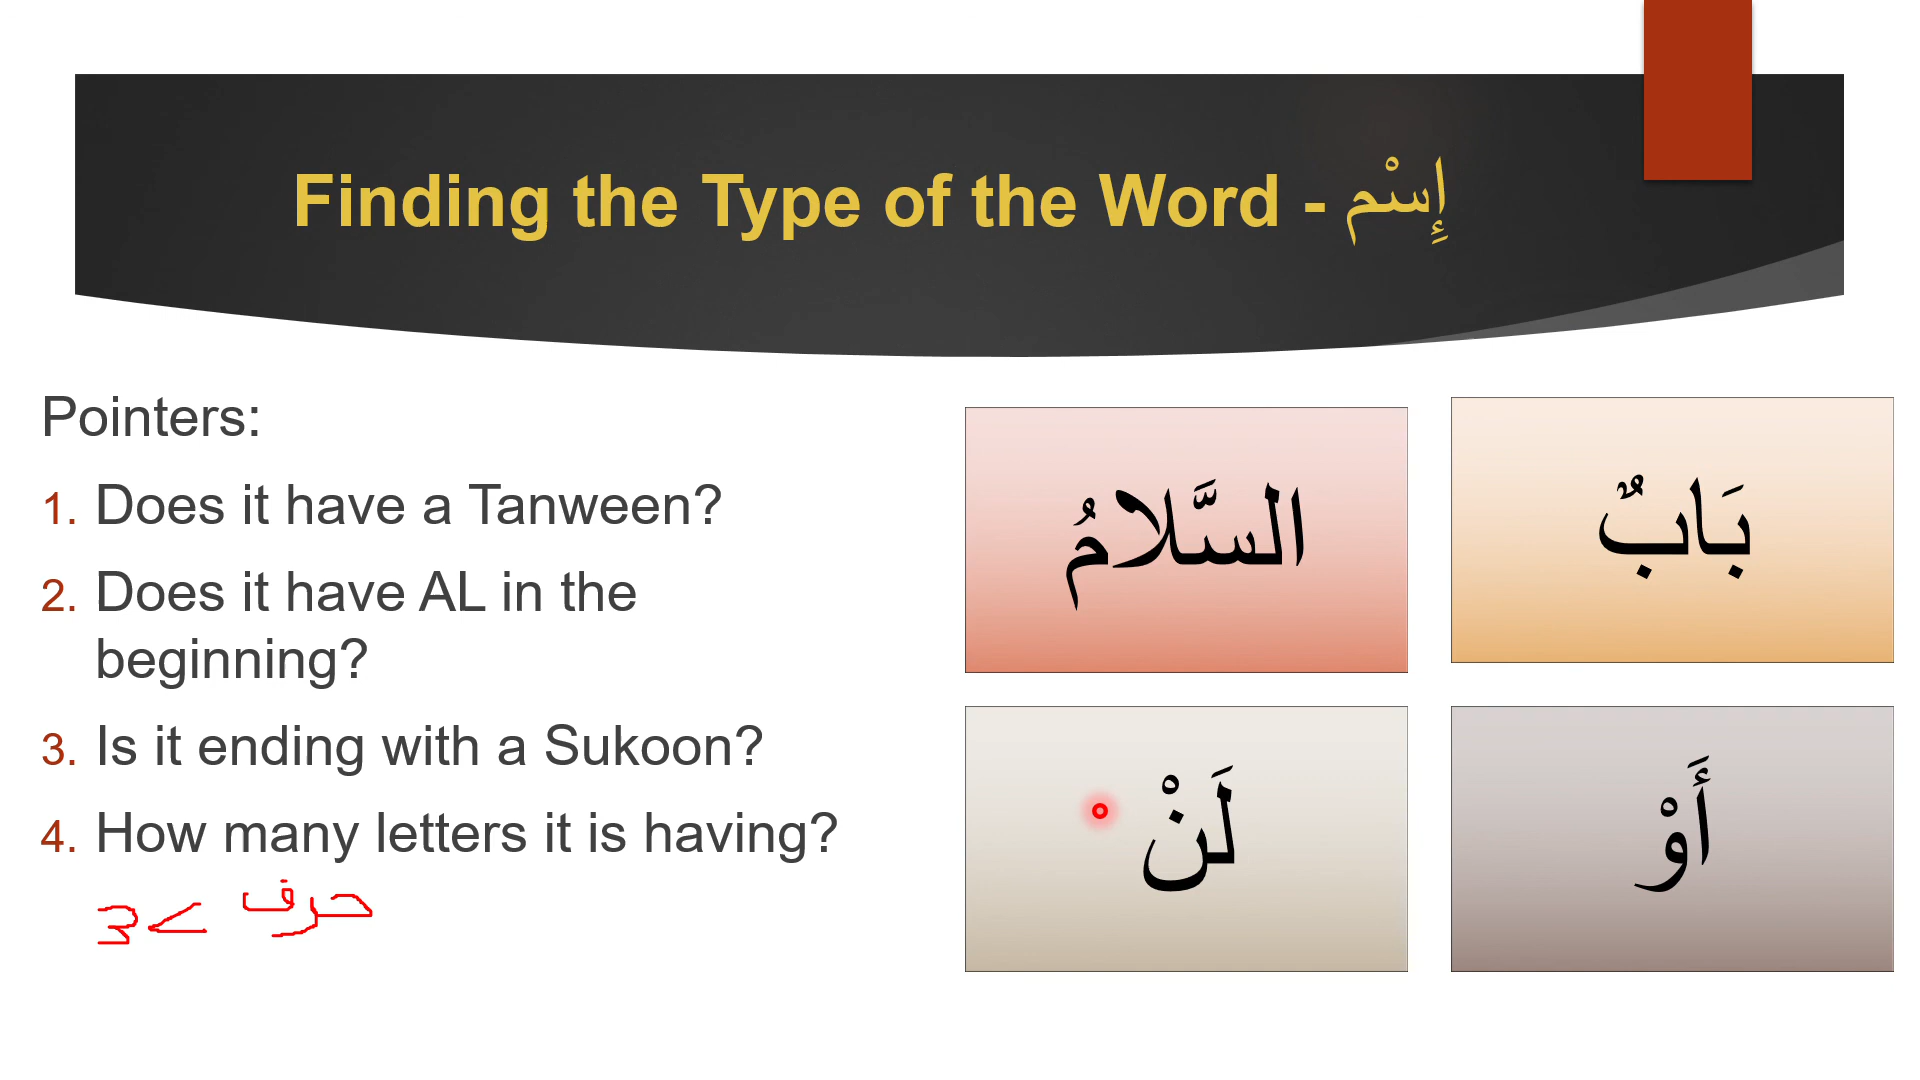 Finding the Type of the Word - إِسْم
Pointers:
1. Does it have a Tanween?
2. Does it have AL in the
beginning?
3. Is it ending with a Sukoon?
4. How many letters it is having?
3 < حرف
السَّلامُ
بَابٌ
لَنْ
أَوْ